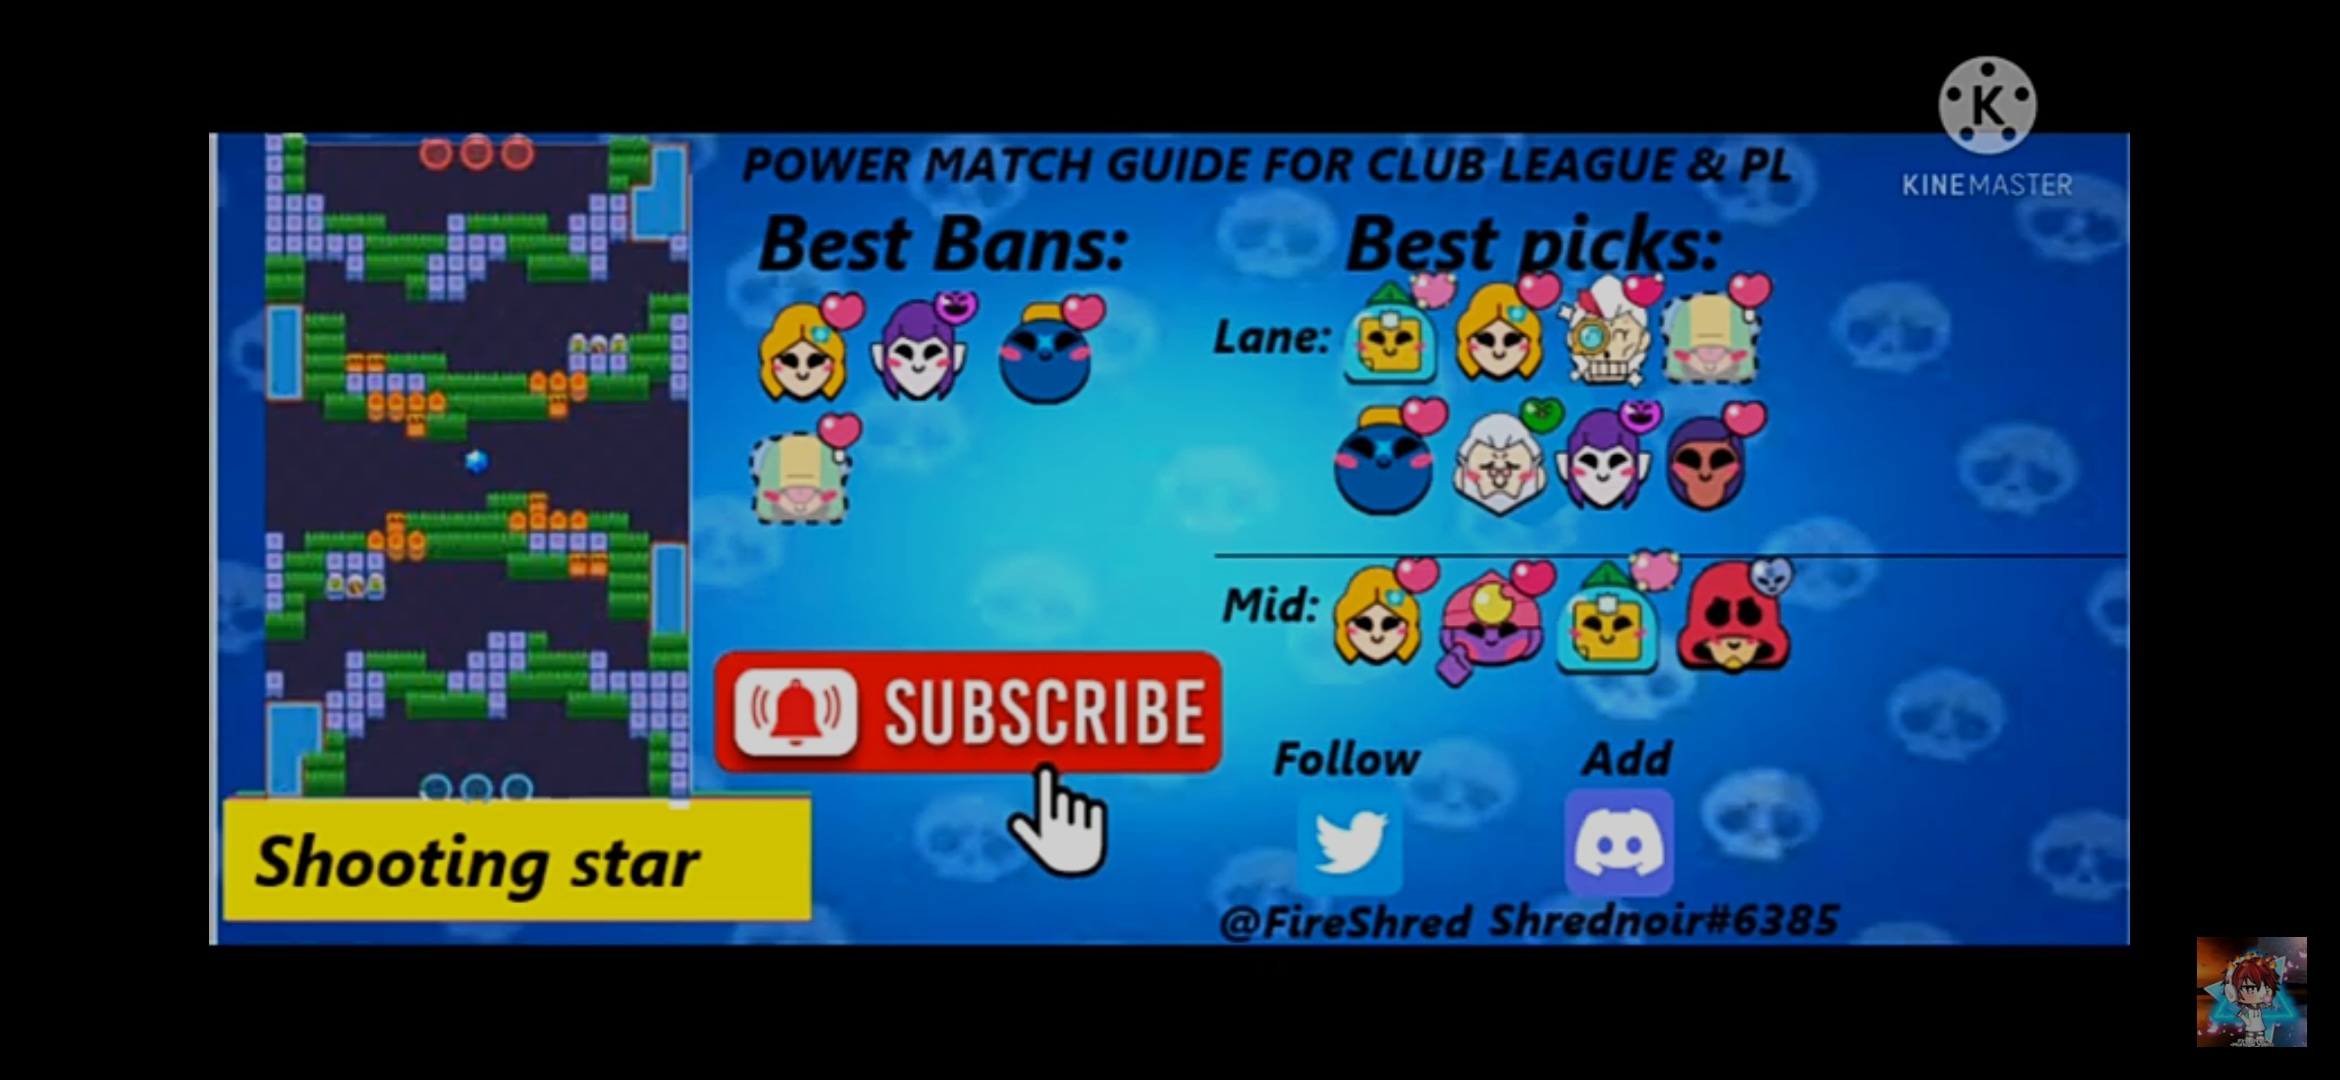 K
KINEMASTER
POWER MATCH GUIDE FOR CLUB LEAGUE & PL
Best Bans:
Best picks:
Lane:
Mid:
SUBSCRIBE
Follow
Add
Shooting star
@FireShred
Shrednoir#6385